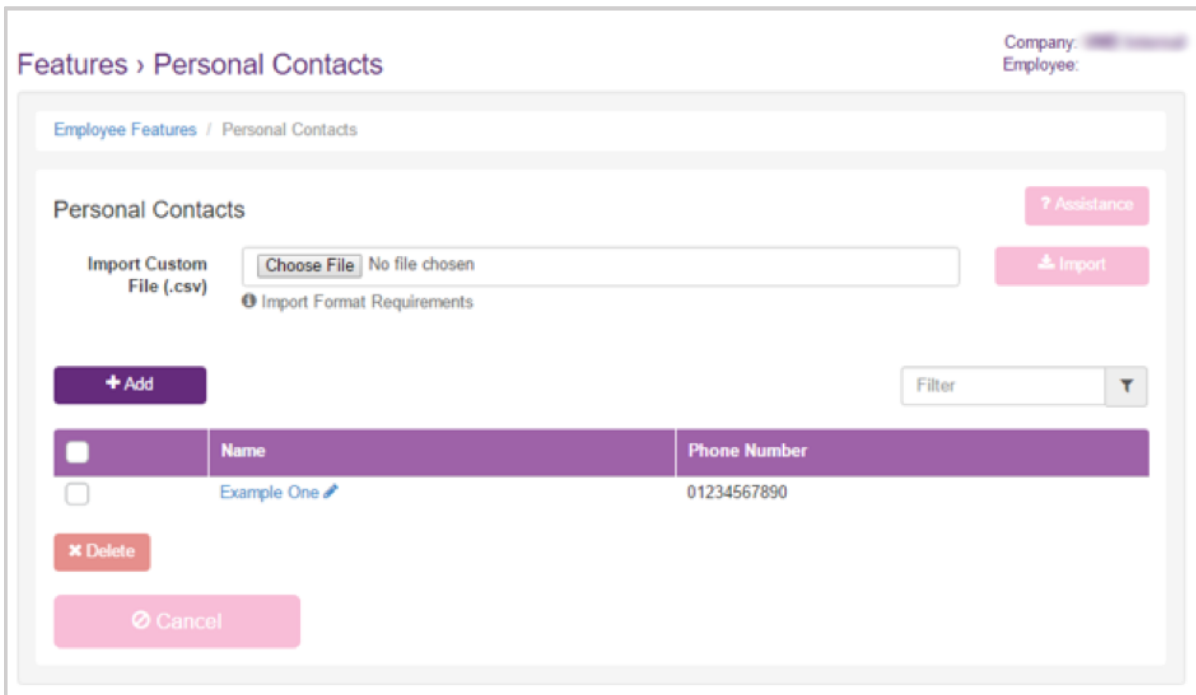 Company:
Features › Personal Contacts
Employee:
Employee Features / Personal Contacts
Personal Contacts
? Assistance
Import Custom
File (.csv)
Choose File No file chosen
Import
Import Format Requirements
+ Add
Filter
Name Phone Number
Example One 01234567890
Delete
Cancel